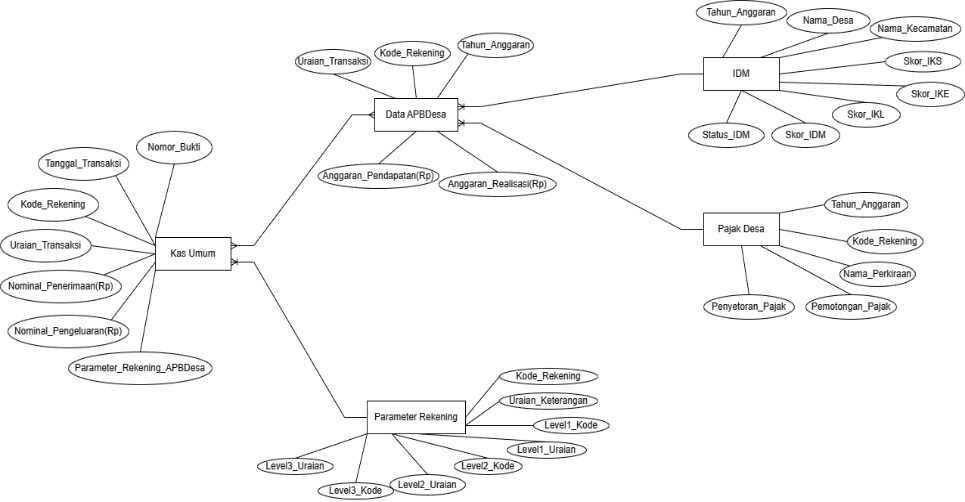 Tahun_Anggaran
Nama_Desa
Nama_Kecamatan
Skor_IKS
Skor_IKE
Skor_IKL
Skor_IDM
Status_IDM
IDM
Uraian_Transaksi
Kode_Rekening
Tahun_Anggaran
Data APBDesa
Anggaran_Pendapatan(Rp)
Anggaran_Realisasi(Rp)
Nomor_Bukti
Tanggal_Transaksi
Kode_Rekening
Uraian_Transaksi
Nominal_Penerimaan(Rp)
Nominal_Pengeluaran(Rp)
Parameter_Rekening_APBDesa
Kas Umum
Tahun_Anggaran
Pajak Desa
Kode_Rekening
Nama_Perkiraan
Penyetoran_Pajak
Pemotongan_Pajak
Kode_Rekening
Uraian_Keterangan
Parameter Rekening
Level1_Kode
Level1_Uraian
Level2_Kode
Level2_Uraian
Level3_Kode
Level3_Uraian